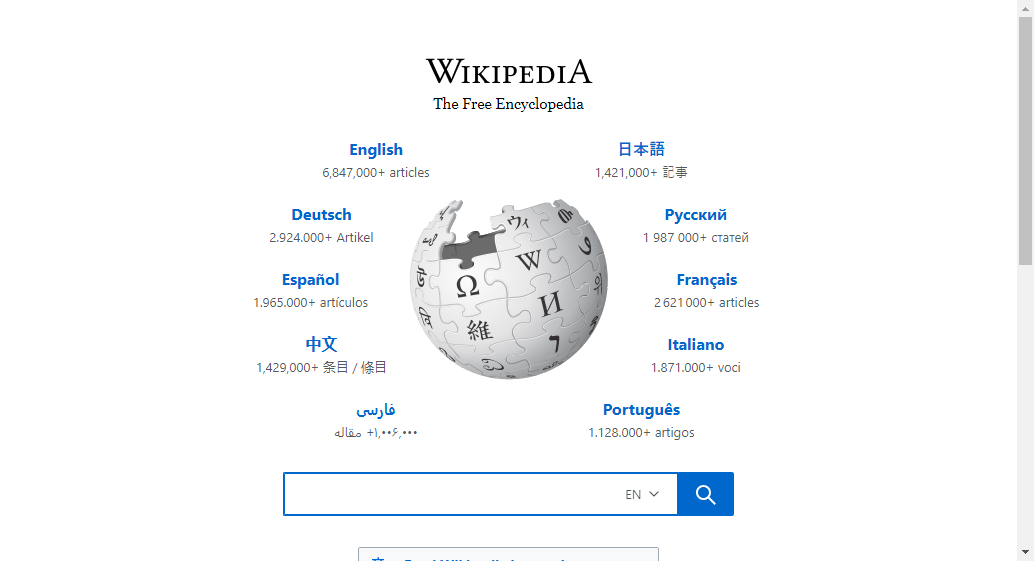 WIKIPEDIA
The Free Encyclopedia
English
6,847,000+ articles
日本語
1,421,000+ 記事
Deutsch
2.924.000+ Artikel
Русский
1 987 000+ статей
Español
1.965.000+ artículos
Français
2 621 000+ articles
中文
1,429,000+ 条目 / 條目
Italiano
1.871.000+ voci
فارسی
۱٬۰۰۶٬۰۰۰+ مقاله
Português
1.128.000+ artigos
Ω
W
И
維
ウィ
EN